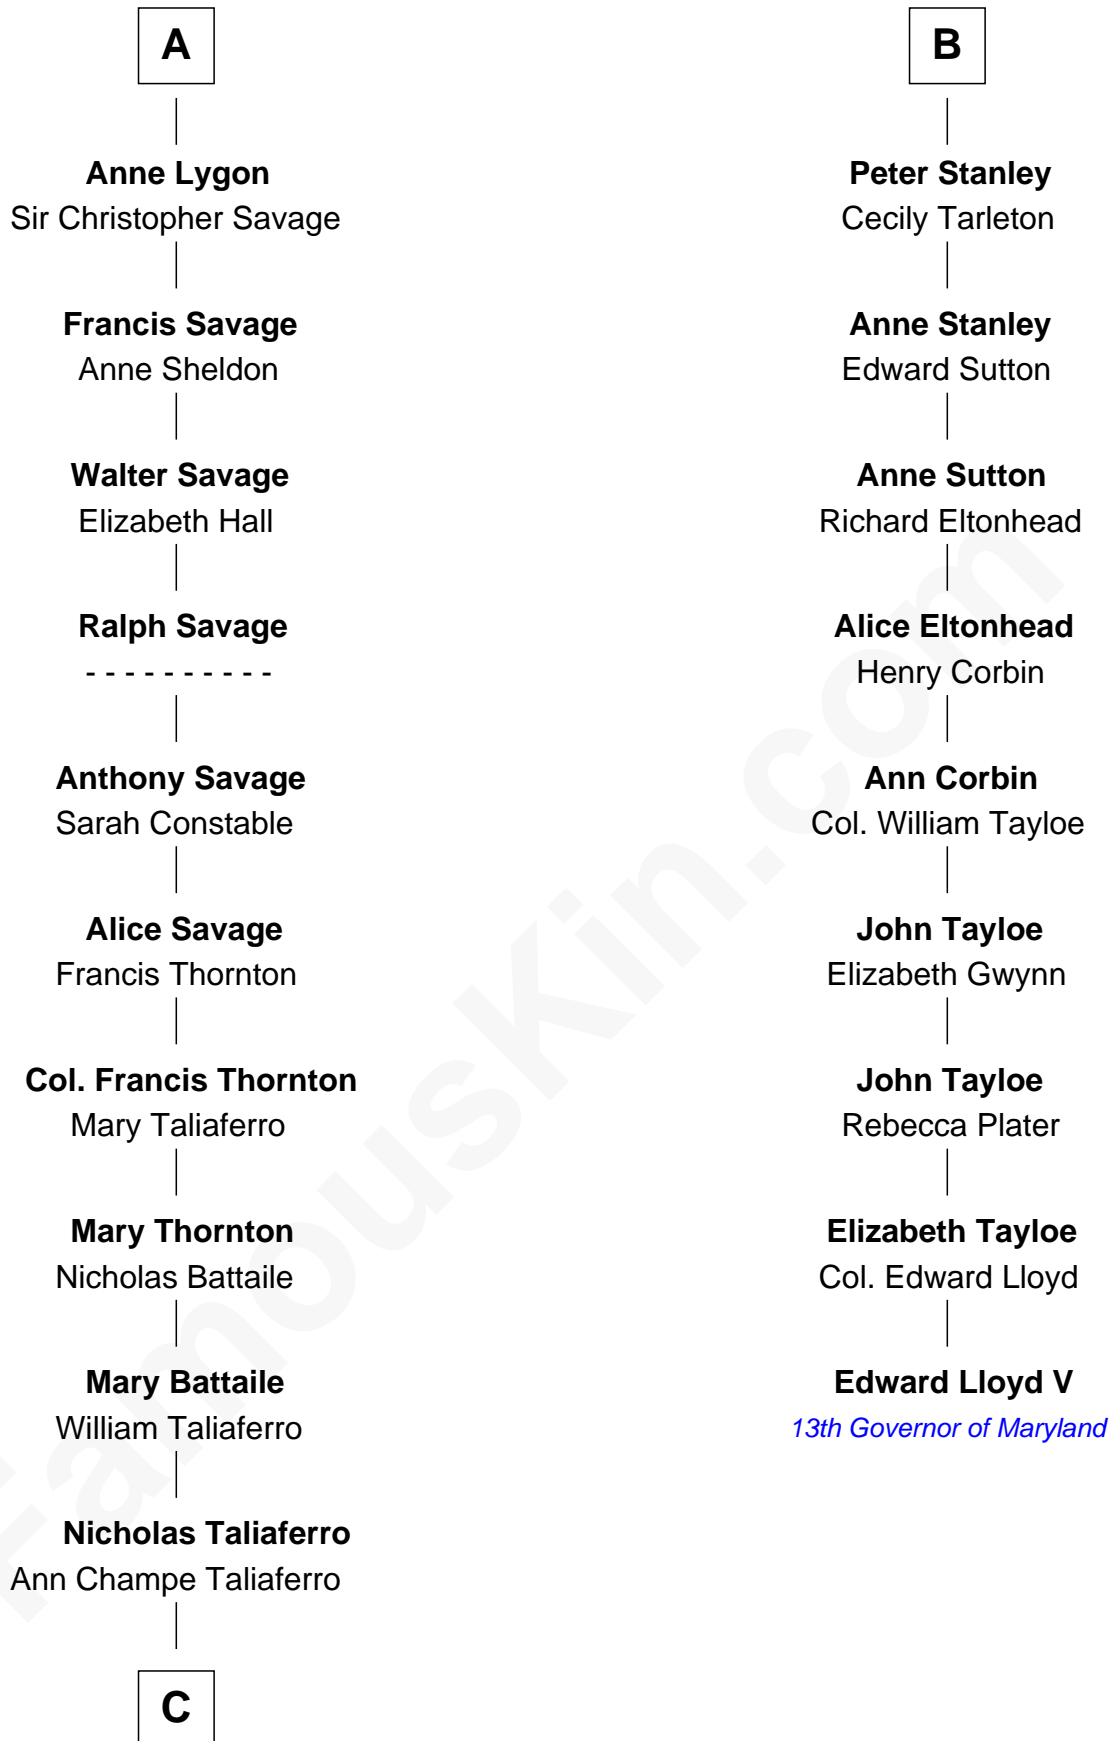 A
Anne Lygon
Sir Christopher Savage
Francis Savage
Anne Sheldon
Walter Savage
Elizabeth Hall
Ralph Savage
- - - - - - - - - -
Anthony Savage
Sarah Constable
Alice Savage
Francis Thornton
Col. Francis Thornton
Mary Taliaferro
Mary Thornton
Nicholas Battaile
Mary Battaile
William Taliaferro
Nicholas Taliaferro
Ann Champe Taliaferro
C
B
Peter Stanley
Cecily Tarleton
Anne Stanley
Edward Sutton
Anne Sutton
Richard Eltonhead
Alice Eltonhead
Henry Corbin
Ann Corbin
Col. William Tayloe
John Tayloe
Elizabeth Gwynn
John Tayloe
Rebecca Plater
Elizabeth Tayloe
Col. Edward Lloyd
Edward Lloyd V
13th Governor of Maryland
FamousKin.com